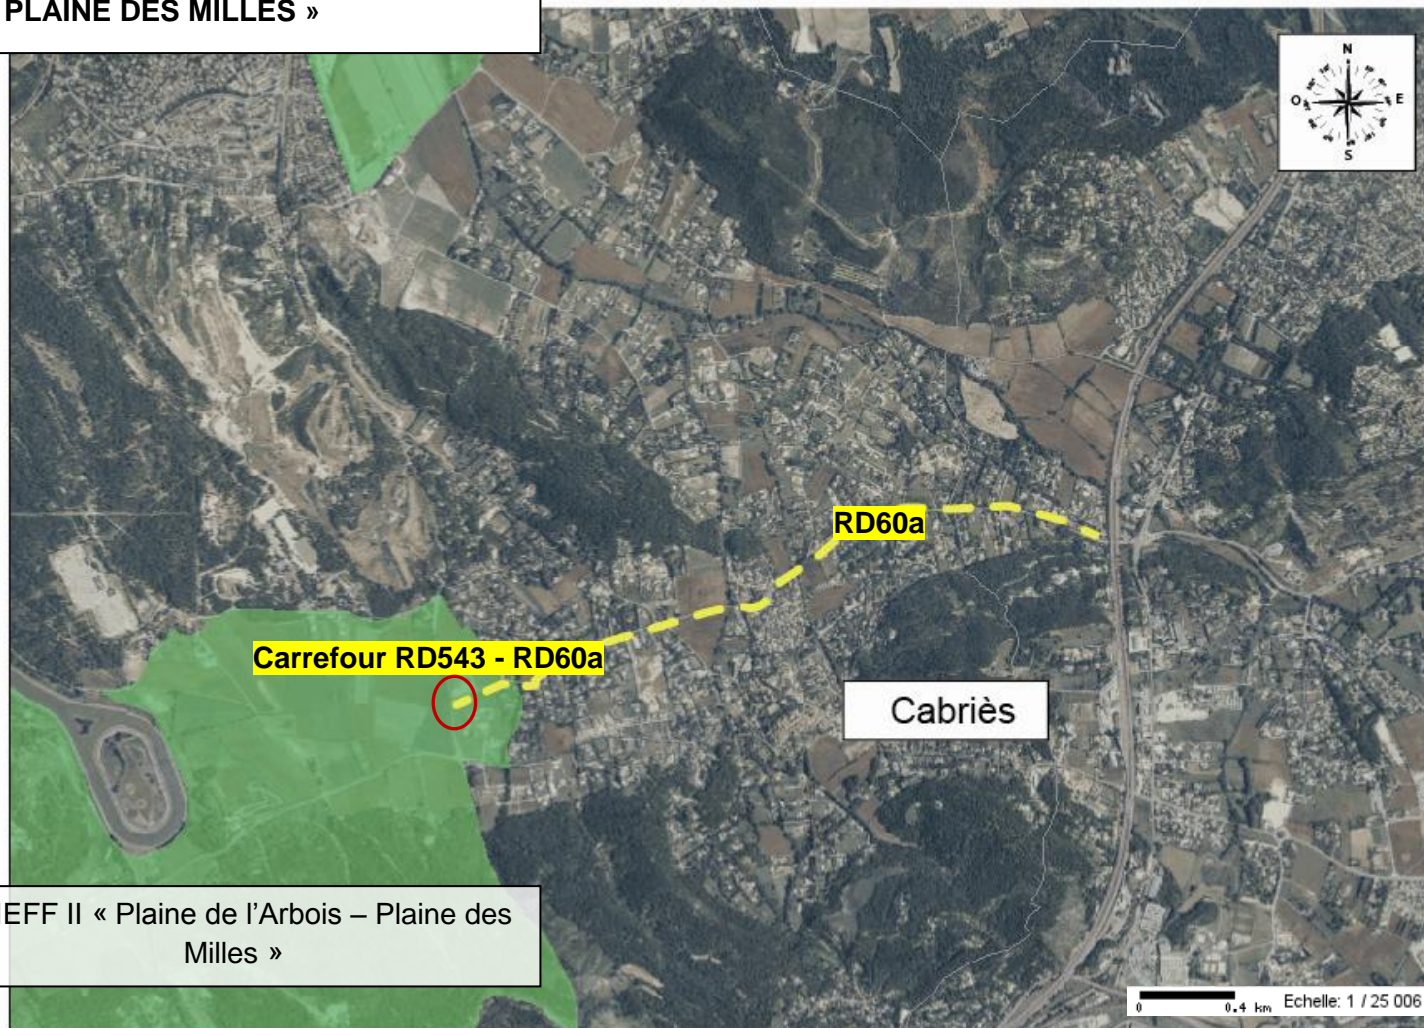 PLAINE DES MILLES »
N
O
E
S
RD60a
Carrefour RD543 - RD60a
Cabriès
IEFF II « Plaine de l’Arbois – Plaine des
Milles »
0 0.4 km Echelle: 1 / 25 006